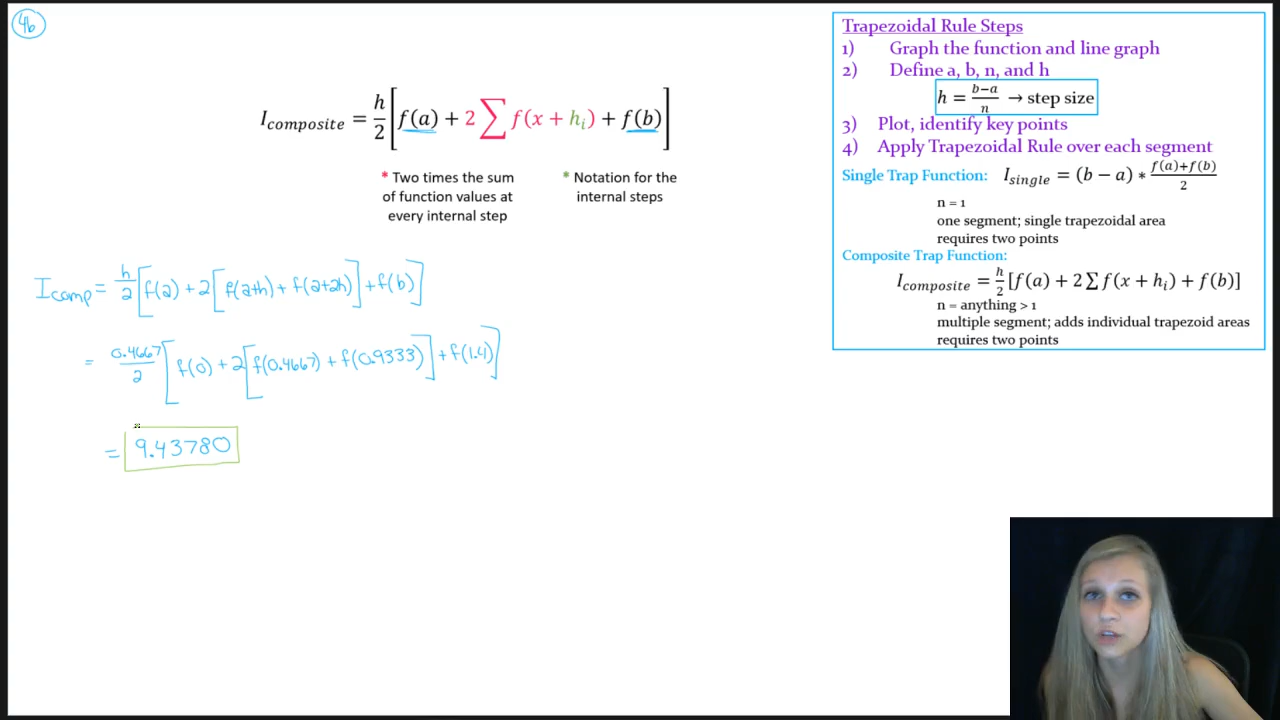 4b
I_composite = h/2 [f(a) + 2 ∑ f(x + h_i) + f(b)]
* Two times the sum
of function values at
every internal step
* Notation for the
internal steps
I_comp = h/2 [f(a) + 2[f(a+h) + f(a+2h)] + f(b)]
= 0.4667/2 [f(0) + 2[f(0.4667) + f(0.9333)] + f(1.4)]
= 9.43780
Trapezoidal Rule Steps
1) Graph the function and line graph
2) Define a, b, n, and h
h = b−a/n → step size
3) Plot, identify key points
4) Apply Trapezoidal Rule over each segment
Single Trap Function: I_single = (b − a) * f(a)+f(b)/2
n = 1
one segment; single trapezoidal area
requires two points
Composite Trap Function:
I_composite = h/2 [f(a) + 2 ∑ f(x + h_i) + f(b)]
n = anything > 1
multiple segment; adds individual trapezoid areas
requires two points